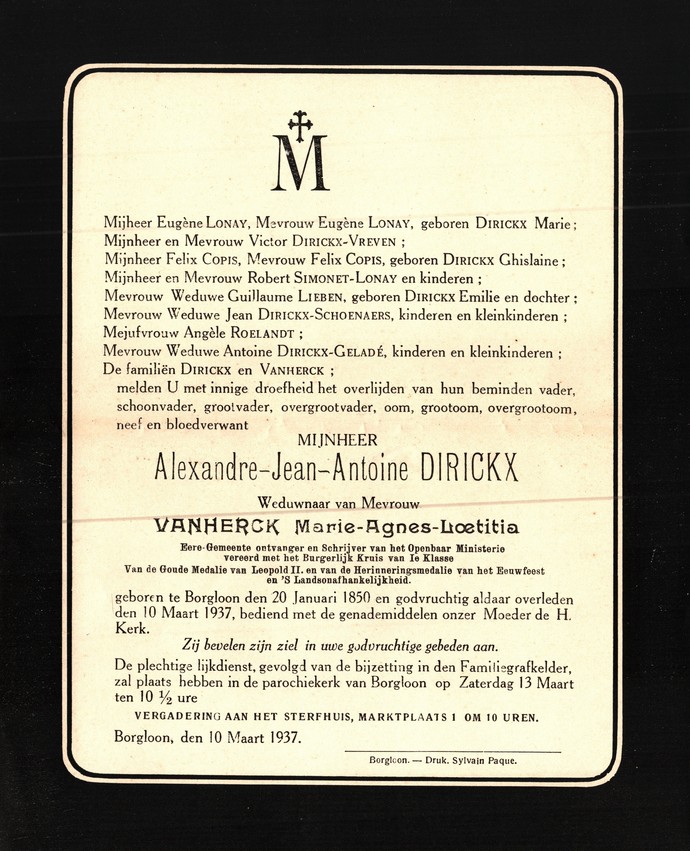 M
Mijheer Eugène LONAY, Mevrouw Eugène LONAY, geboren DIRICKX Marie;
Mijnheer en Mevrouw Victor DIRICKX-VREVEN ;
Mijnheer Felix COPIS, Mevrouw Felix COPIS, geboren DIRICKX Ghislaine ;
Mijnheer en Mevrouw Robert SIMONET-LONAY en kinderen ;
Mevrouw Weduwe Guillaume LIEBEN, geboren DIRICKX Emilie en dochter ;
Mevrouw Weduwe Jean DIRICKX-SCHOENAERS, kinderen en kleinkinderen ;
Mejufvrouw Angèle ROELANDT ;
Mevrouw Weduwe Antoine DIRICKX-GELADÉ, kinderen en kleinkinderen ;
De familiën DIRICKX en VANHERCK ;
melden U met innige droefheid het overlijden van hun beminden vader,
schoonvader, grootvader, overgrootvader, oom, grootoom, overgrootoom,
neef en bloedverwant
MIJNHEER
Alexandre-Jean-Antoine DIRICKX
Weduwnaar van Mevrouw
VANHERCK Marie-Agnes-Lœtitia
Eere-Gemeente ontvanger en Schrijver van het Openbaar Ministerie
vereerd met het Burgerlijk Kruis van Ie Klasse
Van de Goude Medalie van Leopold II. en van de Herinneringsmedalie van het Eeuwfeest
en 'S Landsonafhankelijkheid.
geboren te Borgloon den 20 Januari 1850 en godvruchtig aldaar overleden
den 10 Maart 1937, bediend met de genademiddelen onzer Moeder de H.
Kerk.
Zij bevelen zijn ziel in uwe godvruchtige gebeden aan.
De plechtige lijkdienst, gevolgd van de bijzetting in den Familiegrafkelder,
zal plaats hebben in de parochiekerk van Borgloon op Zaterdag 13 Maart
ten 10 ½ ure
VERGADERING AAN HET STERFHUIS, MARKTPLAATS 1 OM 10 UREN.
Borgloon, den 10 Maart 1937.
Borgloon. — Druk. Sylvain Paque.